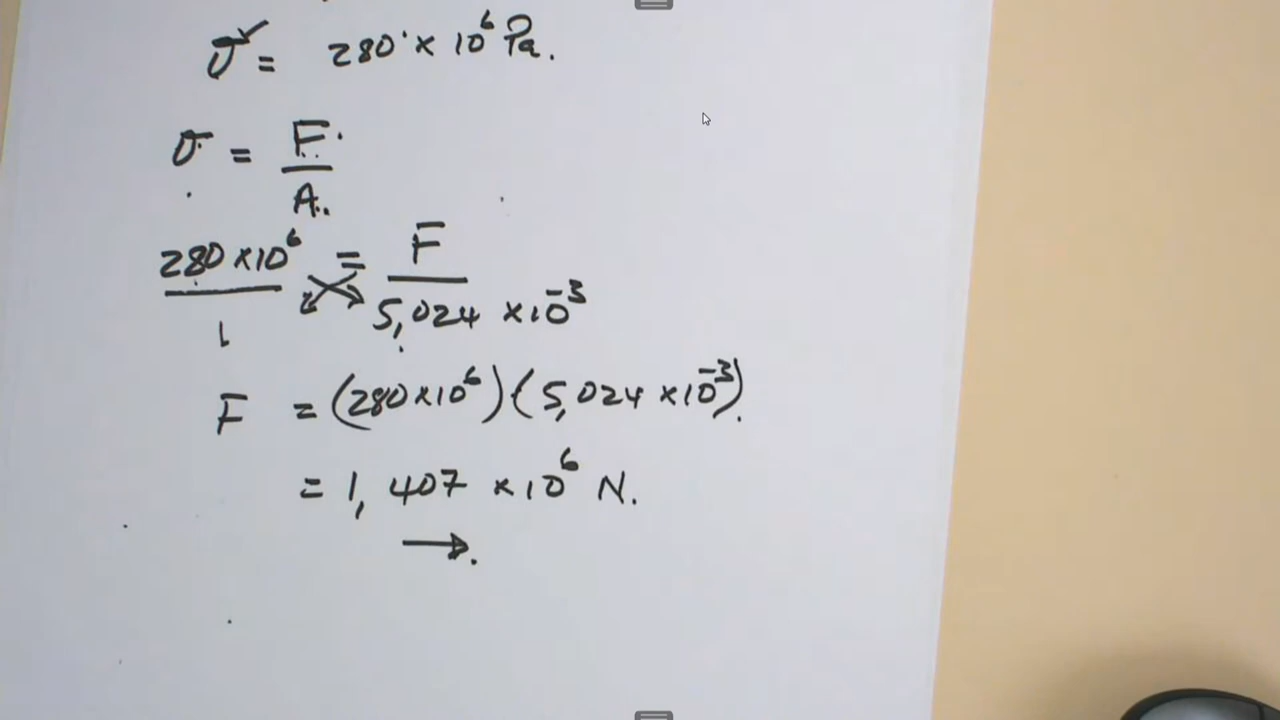 σ = 280 × 10⁶ Pa.
σ = F/A
280×10⁶/1 = F/5,024 ×10⁻³
F = (280×10⁶)(5,024 ×10⁻³)
= 1,407 ×10⁶ N.